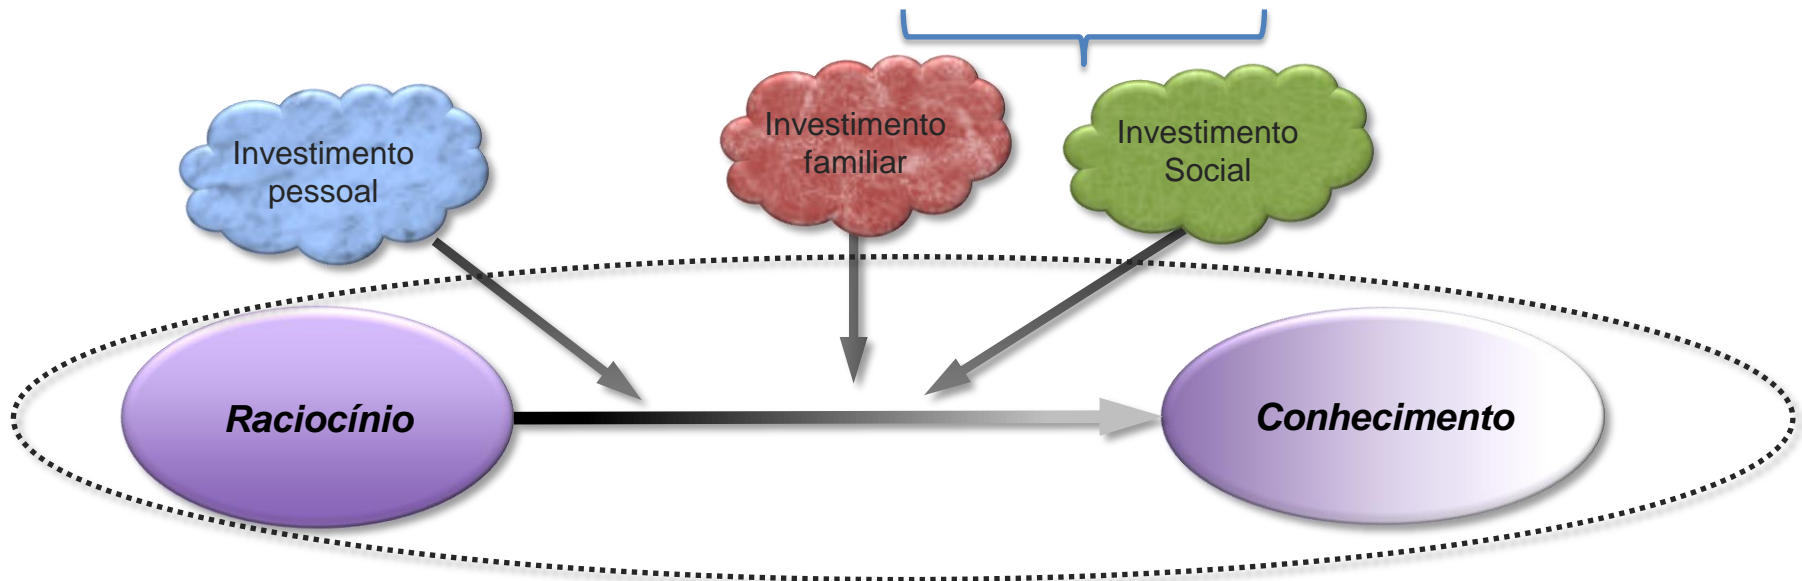 Investimento
pessoal
Investimento
familiar
Investimento
Social
Raciocínio
Conhecimento